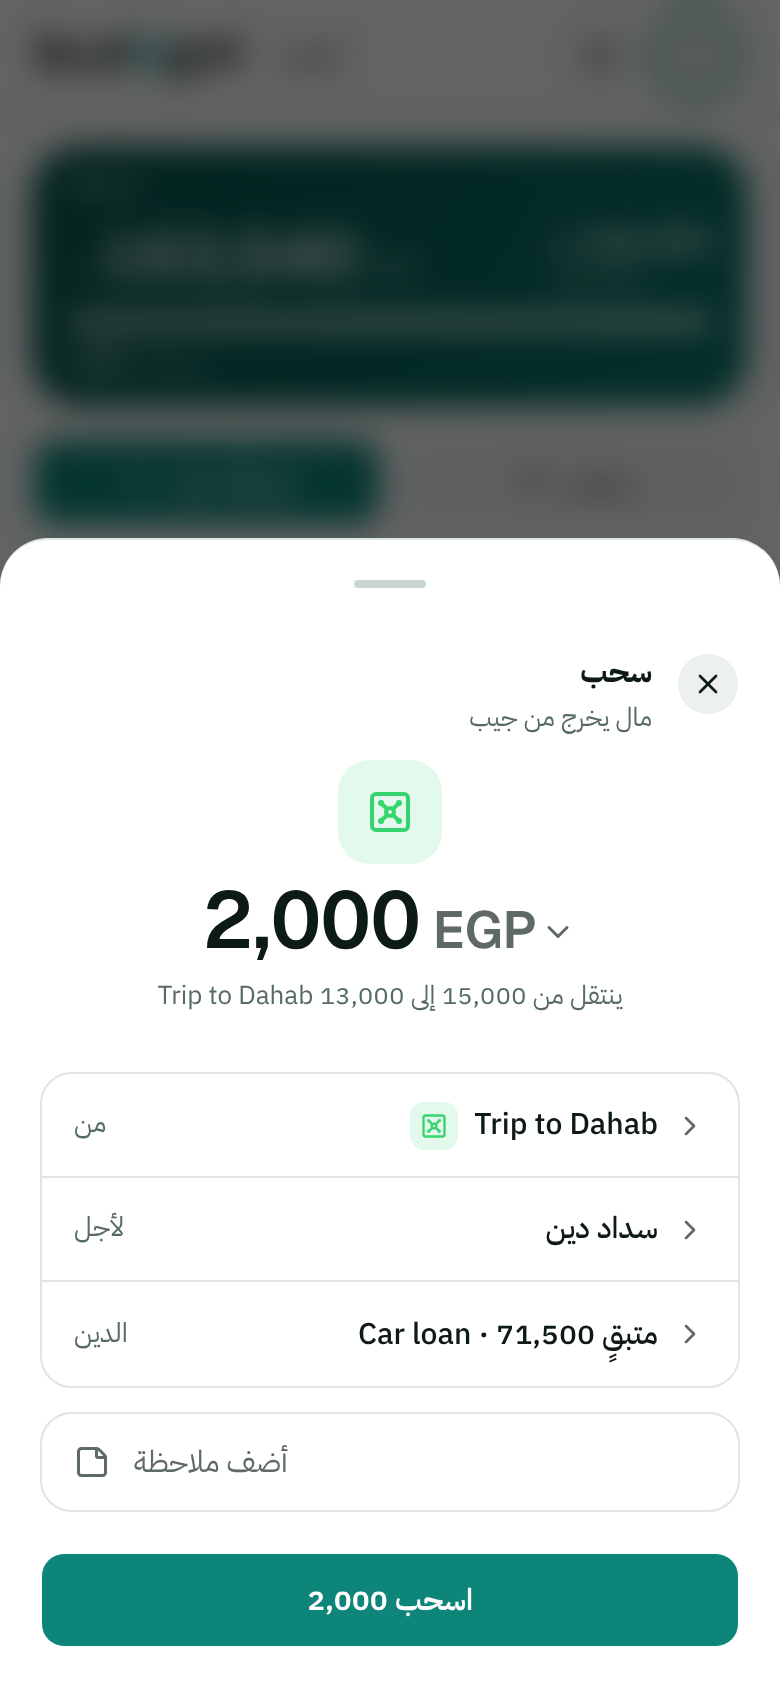 سحب
مال يخرج من جيب
2,000 EGP
Trip to Dahab ينتقل من 15,000 إلى 13,000
من
Trip to Dahab
لأجل
سداد دين
الدين
Car loan · متبقٍ 71,500
أضف ملاحظة
اسحب 2,000